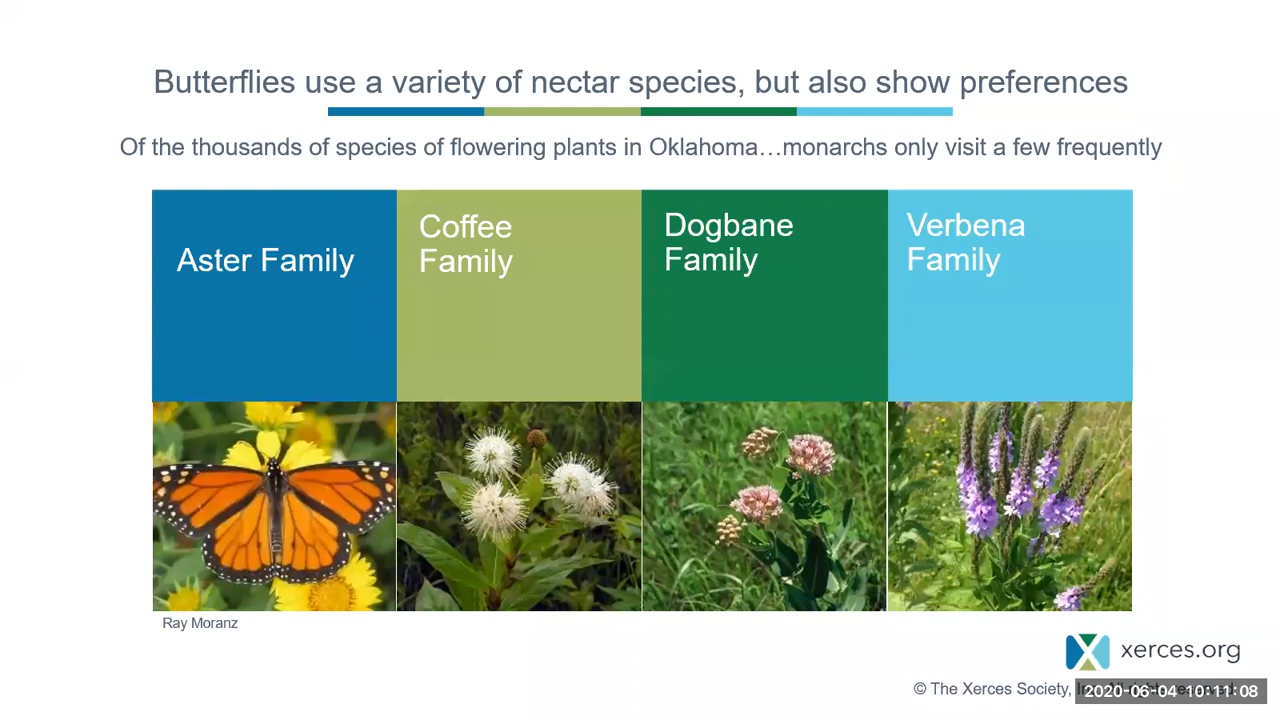 Butterflies use a variety of nectar species, but also show preferences
Of the thousands of species of flowering plants in Oklahoma…monarchs only visit a few frequently
Aster Family
Coffee
Family
Dogbane
Family
Verbena
Family
Ray Moranz
xerces.org
© The Xerces Society,
2020-06-04 10:11:08